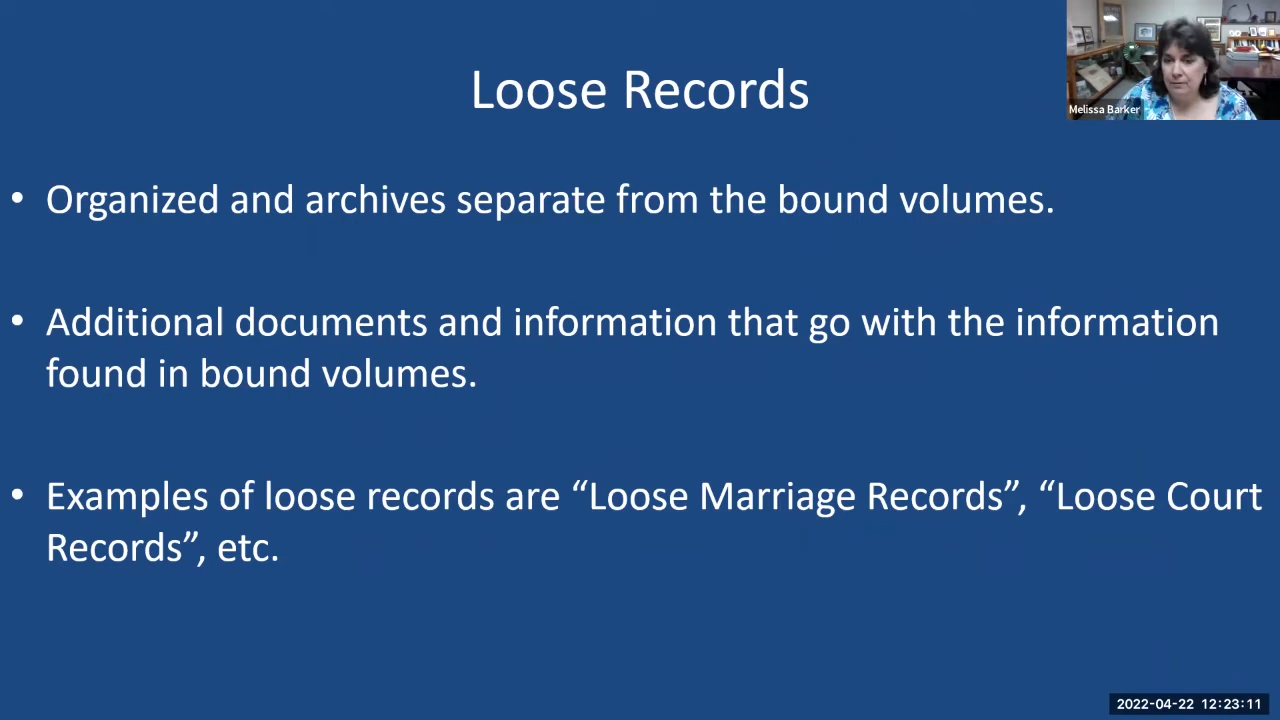 Loose Records
Melissa Barker
• Organized and archives separate from the bound volumes.
• Additional documents and information that go with the information
found in bound volumes.
• Examples of loose records are “Loose Marriage Records”, “Loose Court
Records”, etc.
2022-04-22 12:23:11